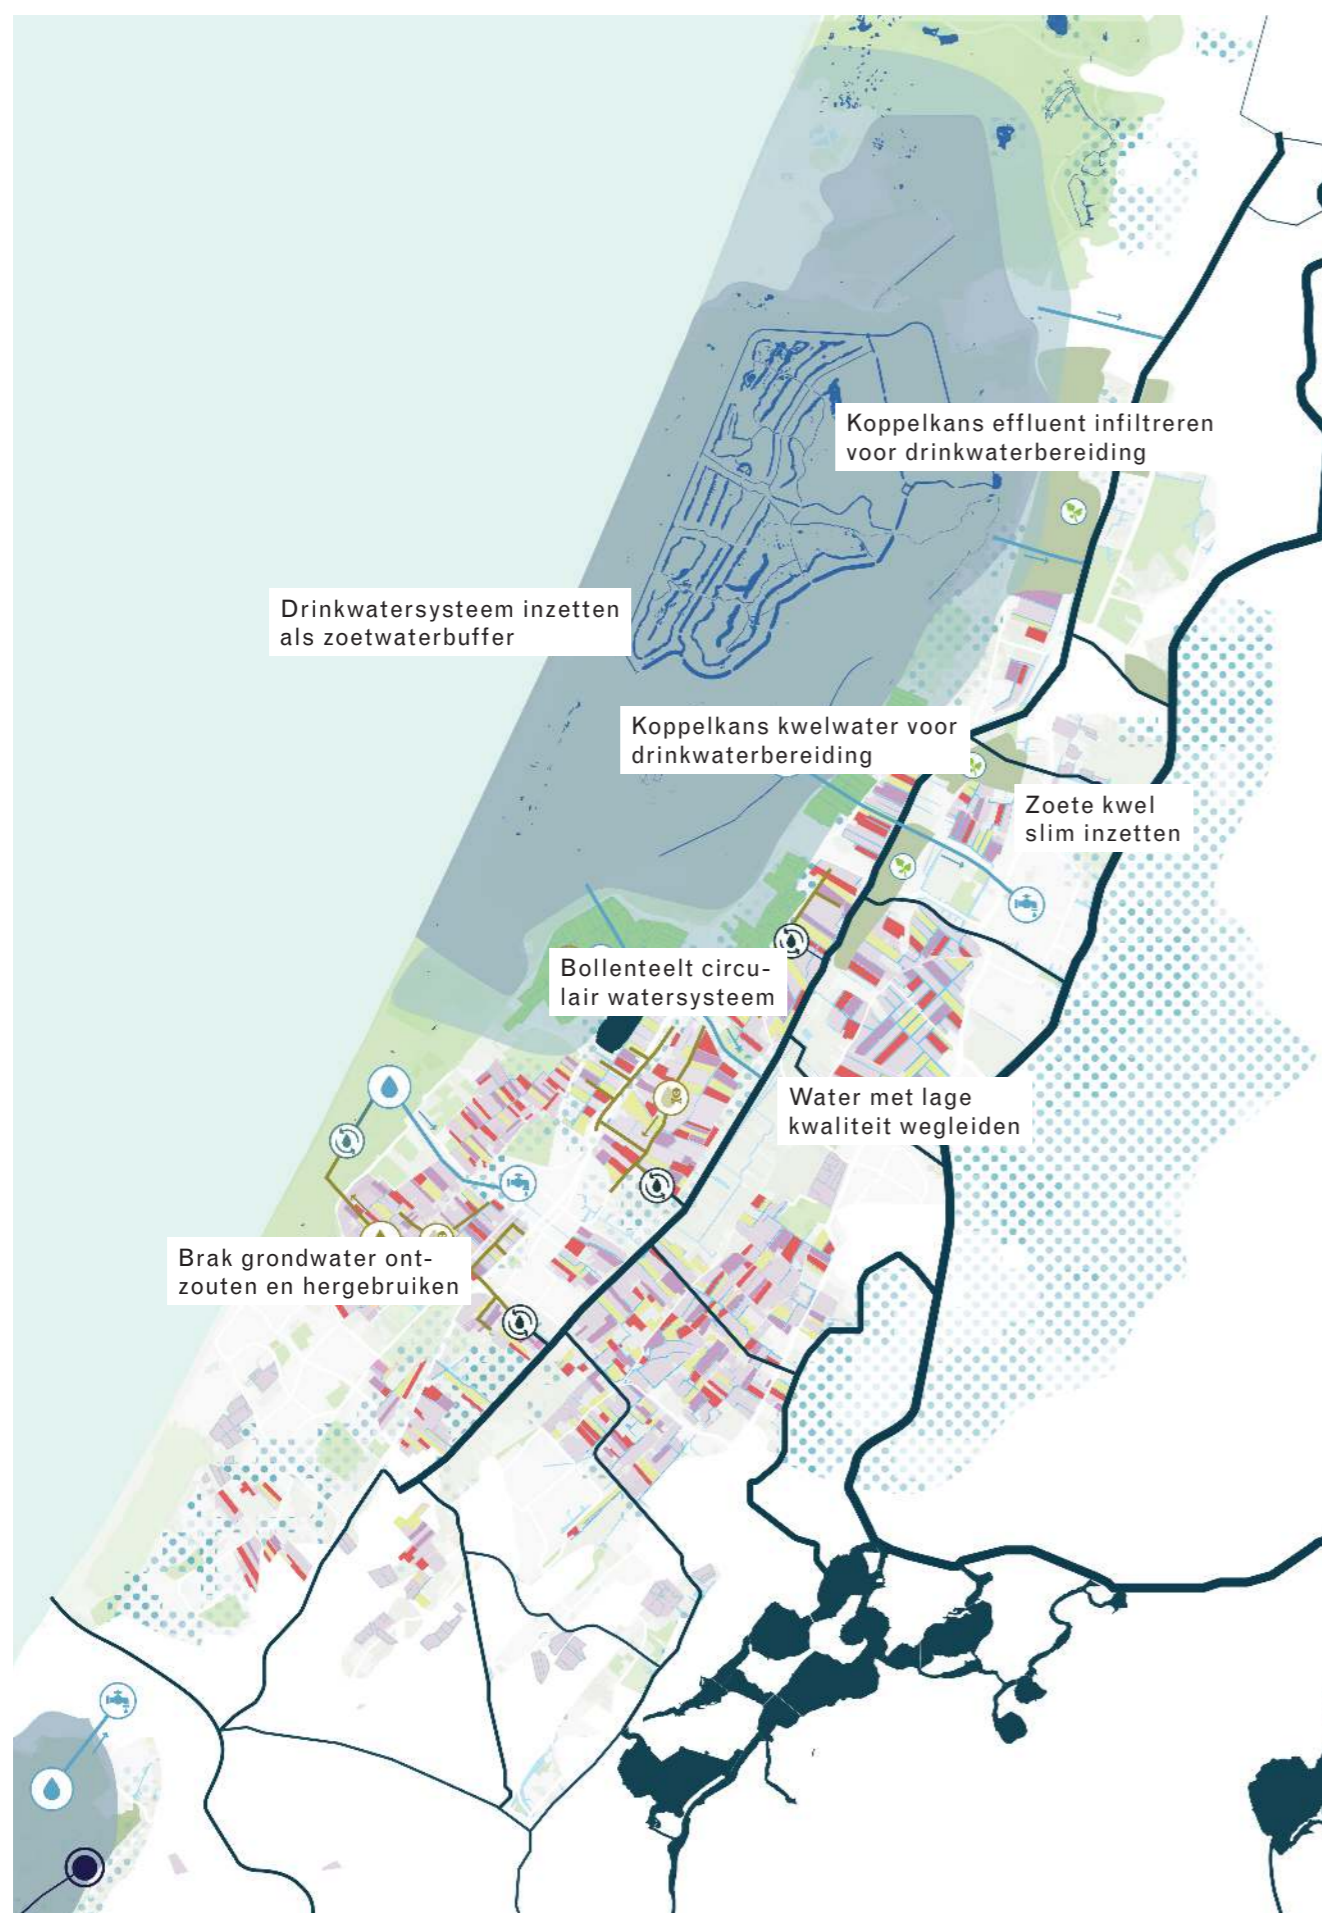 Koppelkans effluent infiltreren
voor drinkwaterbereiding
Drinkwatersysteem inzetten
als zoetwaterbuffer
Koppelkans kwelwater voor
drinkwaterbereiding
Zoete kwel
slim inzetten
Bollenteelt circu-
lair watersysteem
Water met lage
kwaliteit wegleiden
Brak grondwater ont-
zouten en hergebruiken